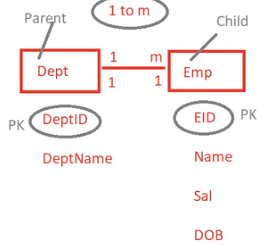 1 to m
Parent
Child
Dept
1
m
Emp
1
1
PK
DeptID
EID
PK
DeptName
Name
Sal
DOB